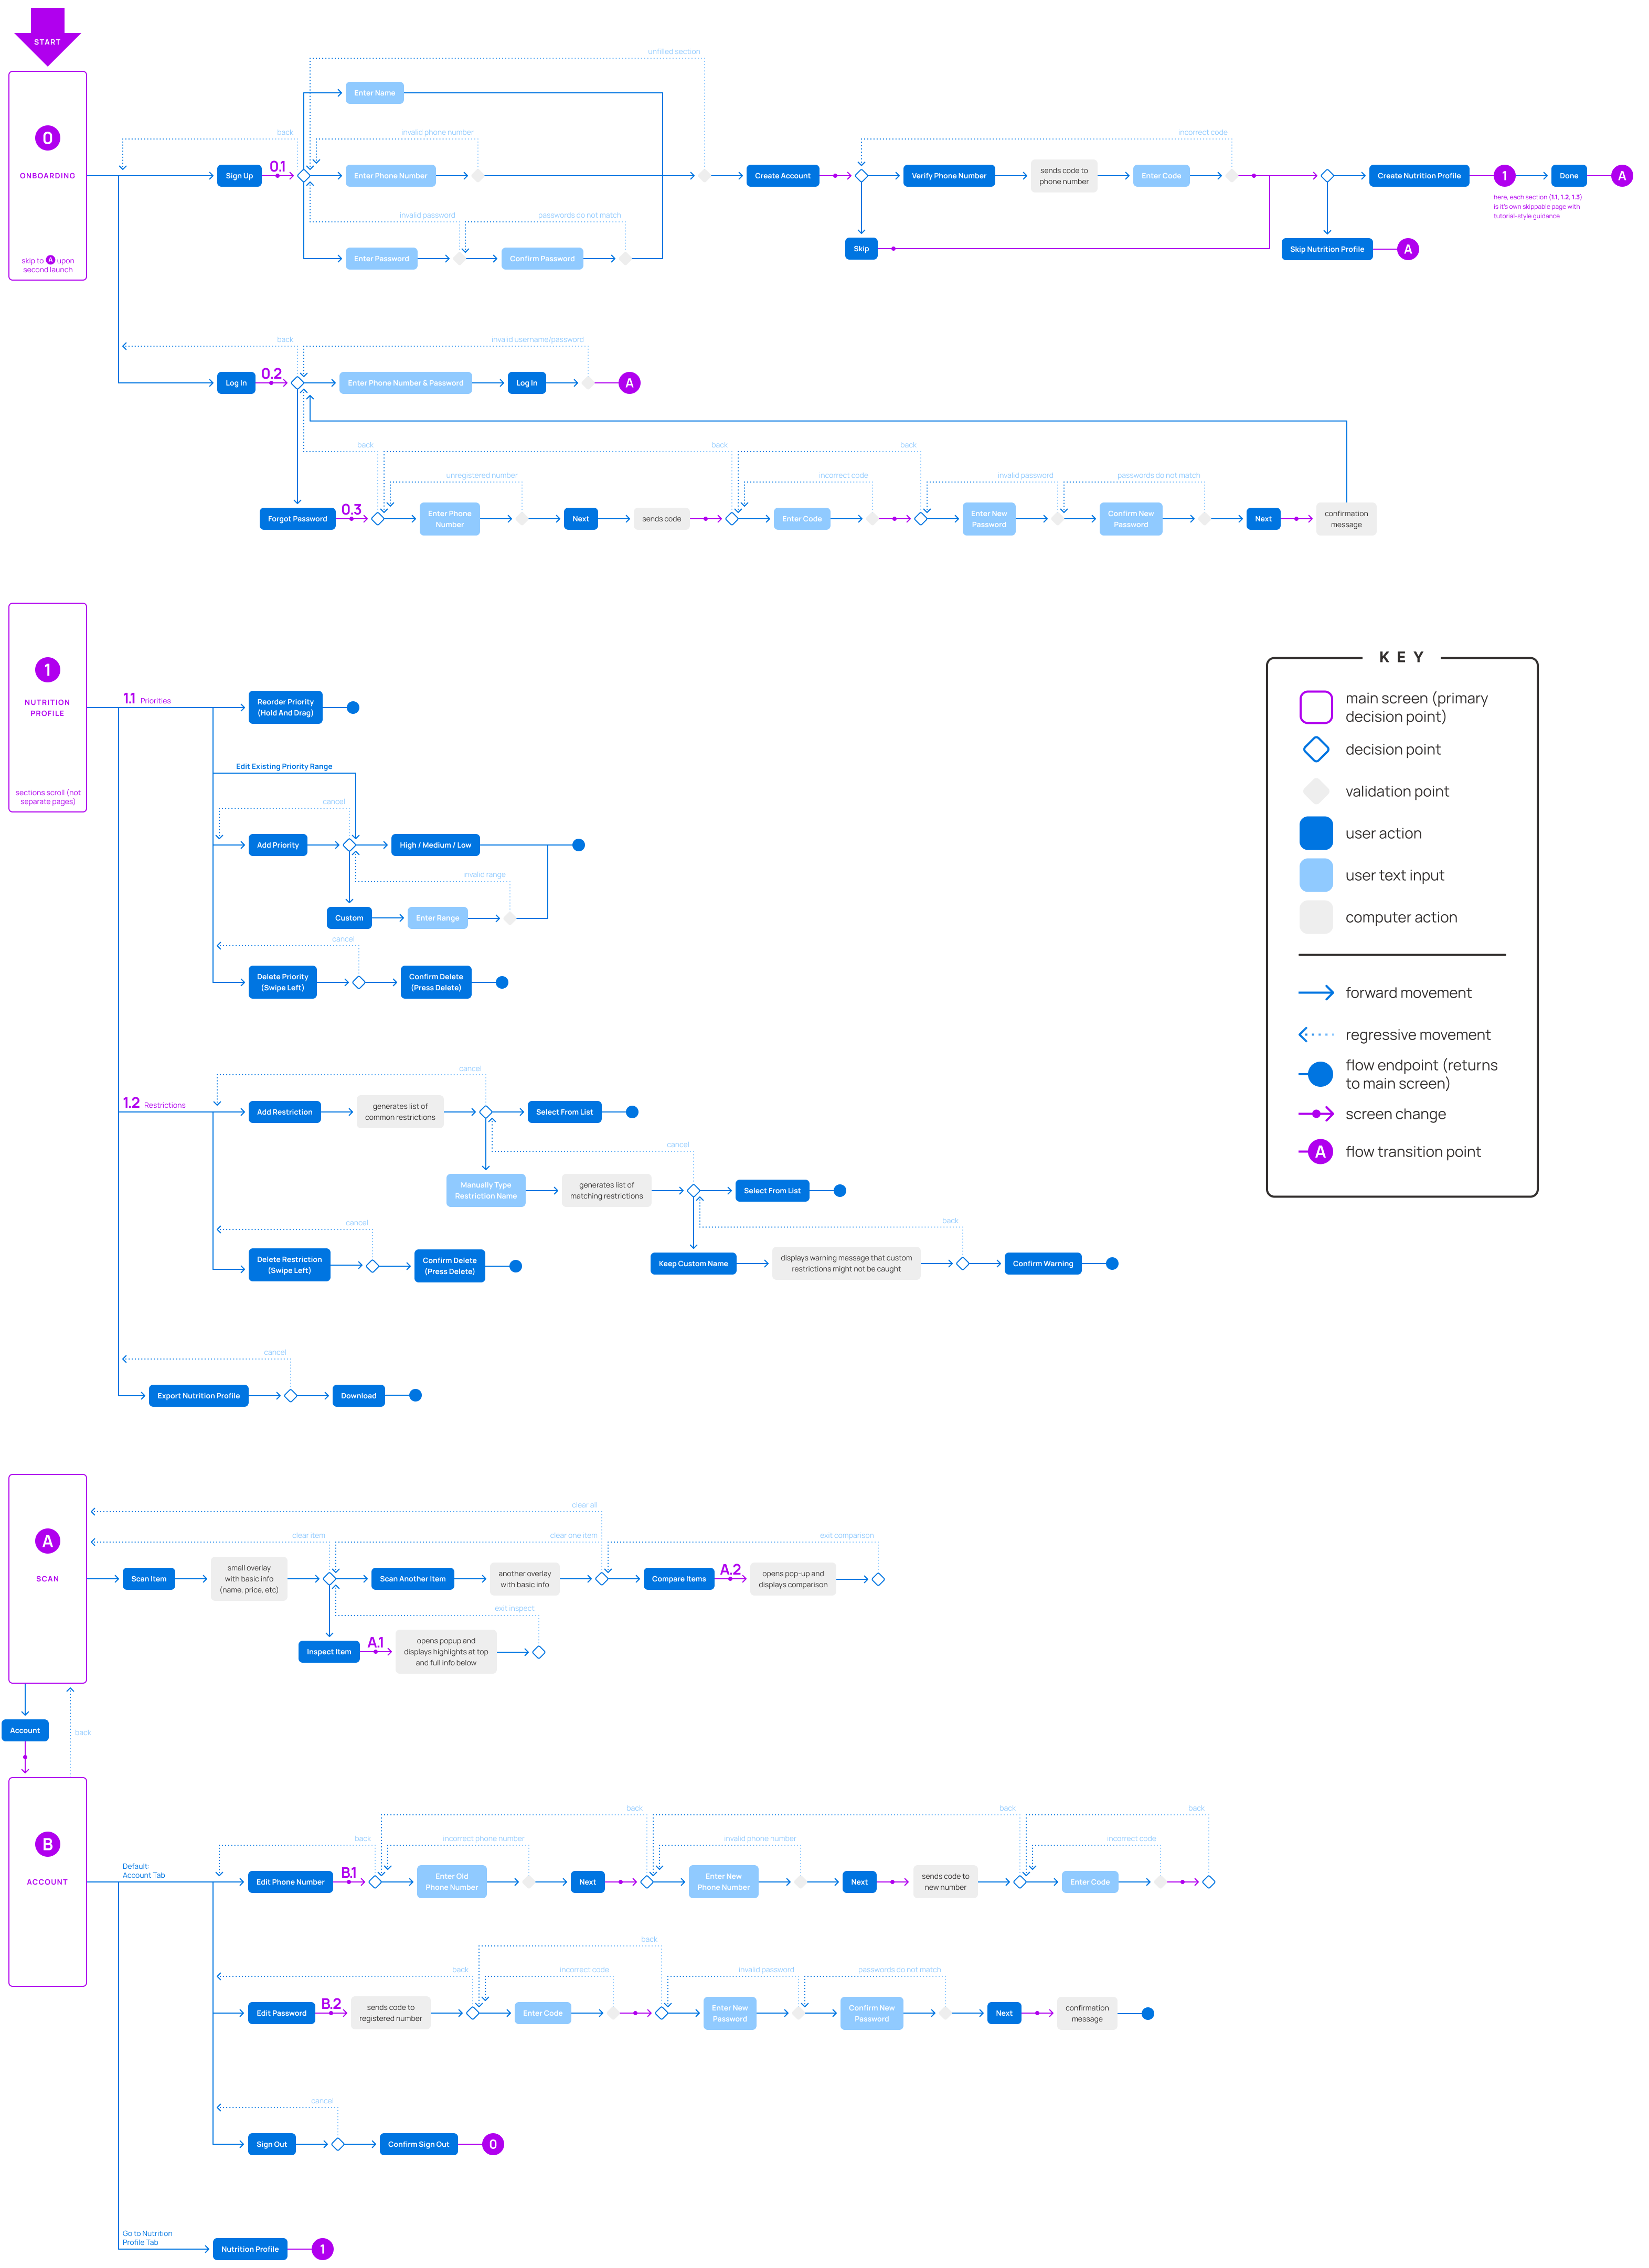 START
0
ONBOARDING
skip to A upon
second launch
unfilled section
Enter Name
back
invalid phone number
incorrect code
Sign Up
0.1
Enter Phone Number
Create Account
Verify Phone Number
sends code to
phone number
Enter Code
Create Nutrition Profile
1
Done
A
here, each section (1.1, 1.2, 1.3)
is it's own skippable page with
tutorial-style guidance
invalid password
passwords do not match
Enter Password
Confirm Password
Skip
Skip Nutrition Profile
A
back
invalid username/password
Log In
0.2
Enter Phone Number & Password
Log In
A
back
back
back
unregistered number
incorrect code
invalid password
passwords do not match
Forgot Password
0.3
Enter Phone
Number
Next
sends code
Enter Code
Enter New
Password
Confirm New
Password
Next
confirmation
message
1
NUTRITION
PROFILE
sections scroll (not
separate pages)
1.1 Priorities
Reorder Priority
(Hold And Drag)
Edit Existing Priority Range
cancel
Add Priority
High / Medium / Low
invalid range
Custom
Enter Range
cancel
Delete Priority
(Swipe Left)
Confirm Delete
(Press Delete)
KEY
main screen (primary
decision point)
decision point
validation point
user action
user text input
computer action
forward movement
regressive movement
flow endpoint (returns
to main screen)
screen change
A
flow transition point
cancel
1.2 Restrictions
Add Restriction
generates list of
common restrictions
Select From List
cancel
Manually Type
Restriction Name
generates list of
matching restrictions
Select From List
cancel
back
Delete Restriction
(Swipe Left)
Confirm Delete
(Press Delete)
Keep Custom Name
displays warning message that custom
restrictions might not be caught
Confirm Warning
cancel
Export Nutrition Profile
Download
A
SCAN
clear all
clear item
clear one item
exit comparison
Scan Item
small overlay
with basic info
(name, price, etc)
Scan Another Item
another overlay
with basic info
Compare Items
A.2
opens pop-up and
displays comparison
exit inspect
Inspect Item
A.1
opens popup and
displays highlights at top
and full info below
Account
back
B
ACCOUNT
back
back
back
back
incorrect phone number
invalid phone number
incorrect code
Default:
Account Tab
Edit Phone Number
B.1
Enter Old
Phone Number
Next
Enter New
Phone Number
Next
sends code to
new number
Enter Code
back
back
incorrect code
invalid password
passwords do not match
Edit Password
B.2
sends code to
registered number
Enter Code
Enter New
Password
Confirm New
Password
Next
confirmation
message
cancel
Sign Out
Confirm Sign Out
0
Go to Nutrition
Profile Tab
Nutrition Profile
1